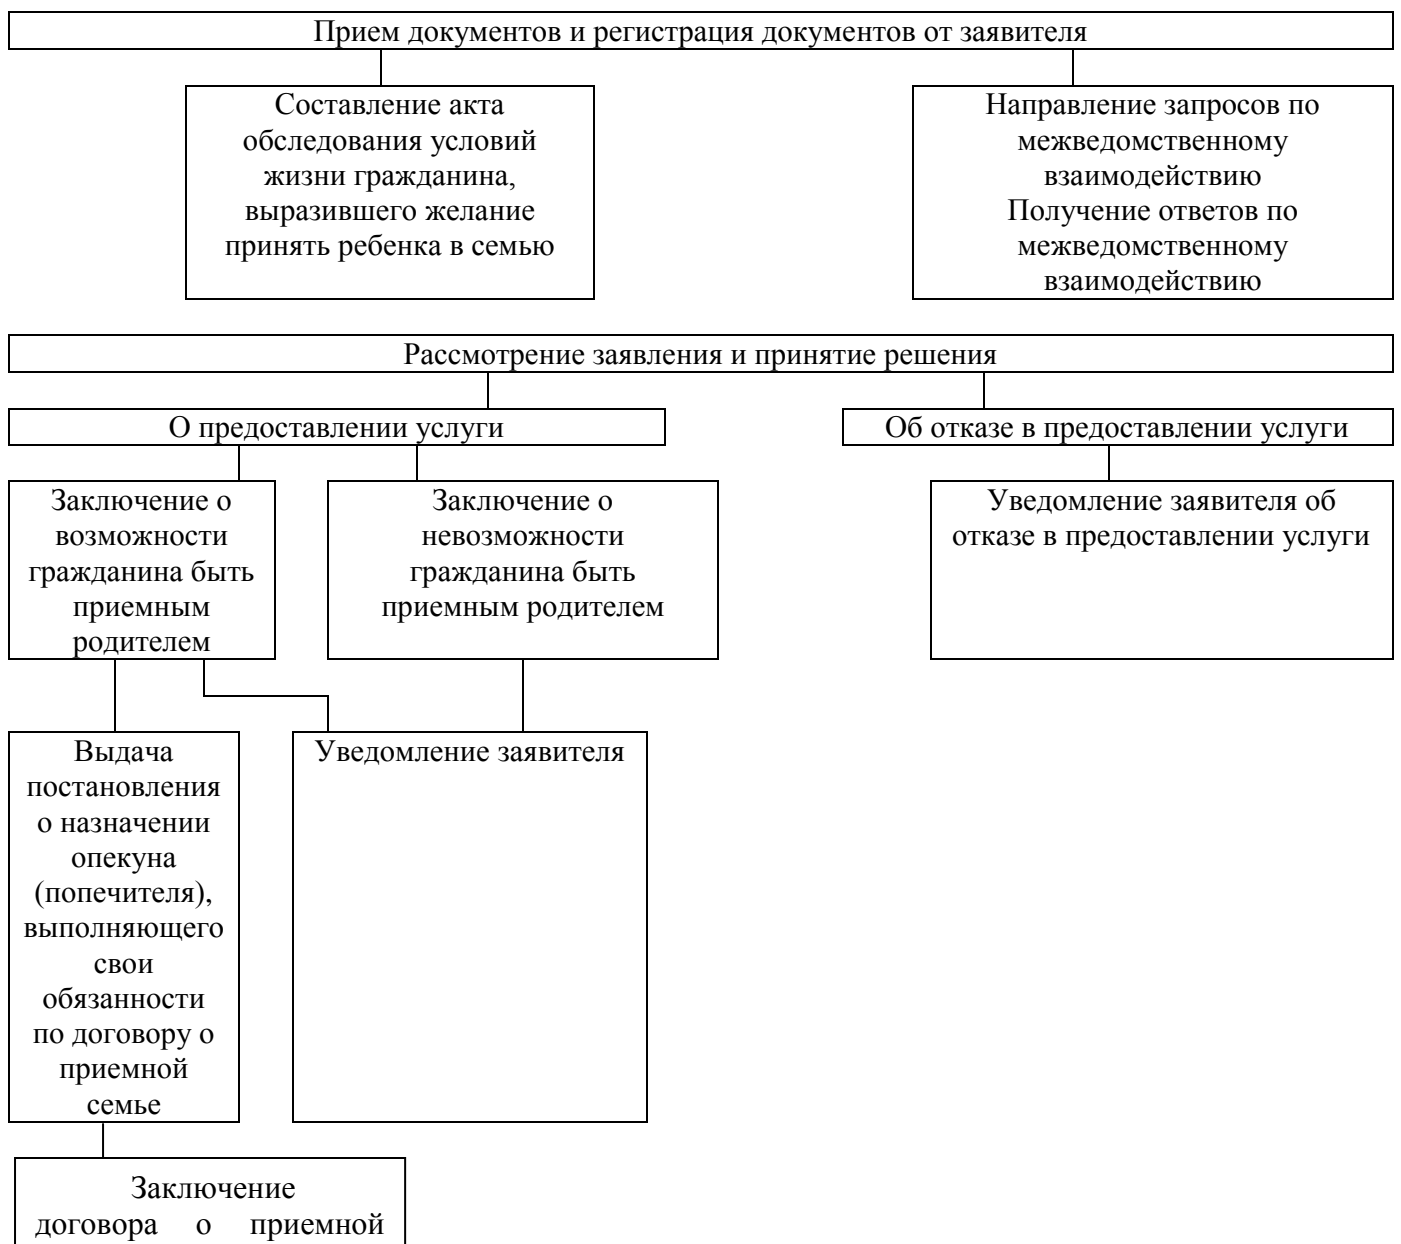 Прием документов и регистрация документов от заявителя
Составление акта
обследования условий
жизни гражданина,
выразившего желание
принять ребенка в семью
Направление запросов по
межведомственному
взаимодействию
Получение ответов по
межведомственному
взаимодействию
Рассмотрение заявления и принятие решения
О предоставлении услуги
Об отказе в предоставлении услуги
Заключение о
возможности
гражданина быть
приемным
родителем
Заключение о
невозможности
гражданина быть
приемным родителем
Уведомление заявителя об
отказе в предоставлении услуги
Выдача
постановления
о назначении
опекуна
(попечителя),
выполняющего
свои
обязанности
по договору о
приемной
семье
Уведомление заявителя
Заключение
договора о приемной